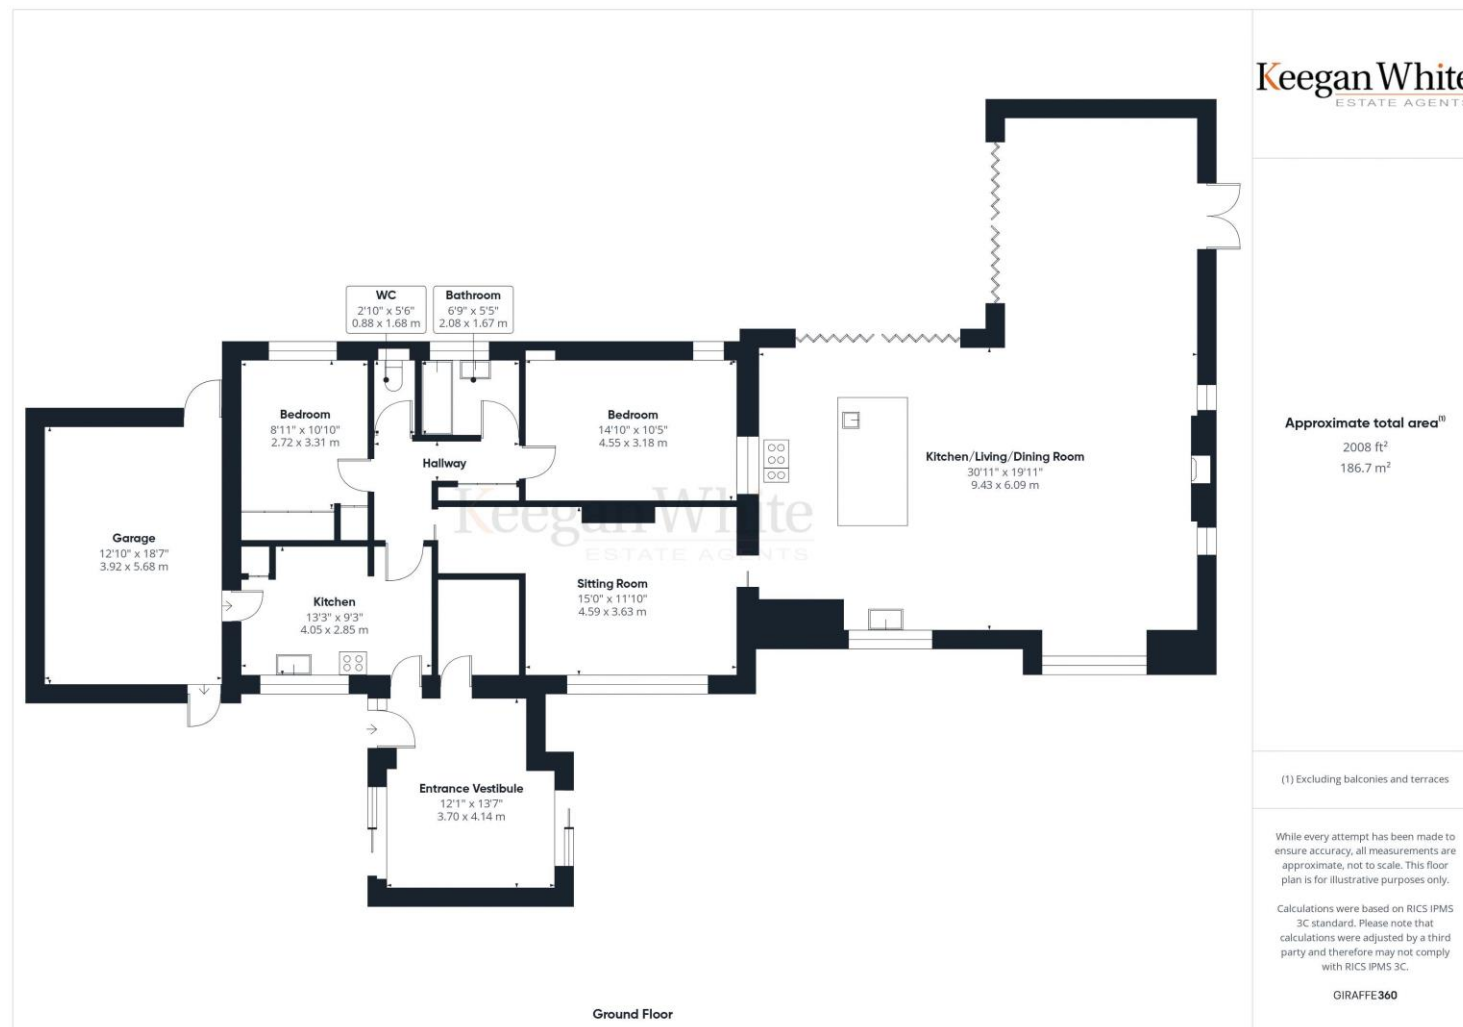 Keegan White
ESTATE AGENTS
WC
2'10" x 5'6"
0.88 x 1.68 m
Bathroom
6'9" x 5'5"
2.08 x 1.67 m
Bedroom
8'11" x 10'10"
2.72 x 3.31 m
Bedroom
14'10" x 10'5"
4.55 x 3.18 m
Hallway
Kitchen/Living/Dining Room
30'11" x 19'11"
9.43 x 6.09 m
Keegan White
ESTATE AGENTS
Garage
12'10" x 18'7"
3.92 x 5.68 m
Kitchen
13'3" x 9'3"
4.05 x 2.85 m
Sitting Room
15'0" x 11'10"
4.59 x 3.63 m
Entrance Vestibule
12'1" x 13'7"
3.70 x 4.14 m
Ground Floor
Approximate total area(1)
2008 ft²
186.7 m²
(1) Excluding balconies and terraces
While every attempt has been made to
ensure accuracy, all measurements are
approximate, not to scale. This floor
plan is for illustrative purposes only.
Calculations were based on RICS IPMS
3C standard. Please note that
calculations were adjusted by a third
party and therefore may not comply
with RICS IPMS 3C.
GIRAFFE360